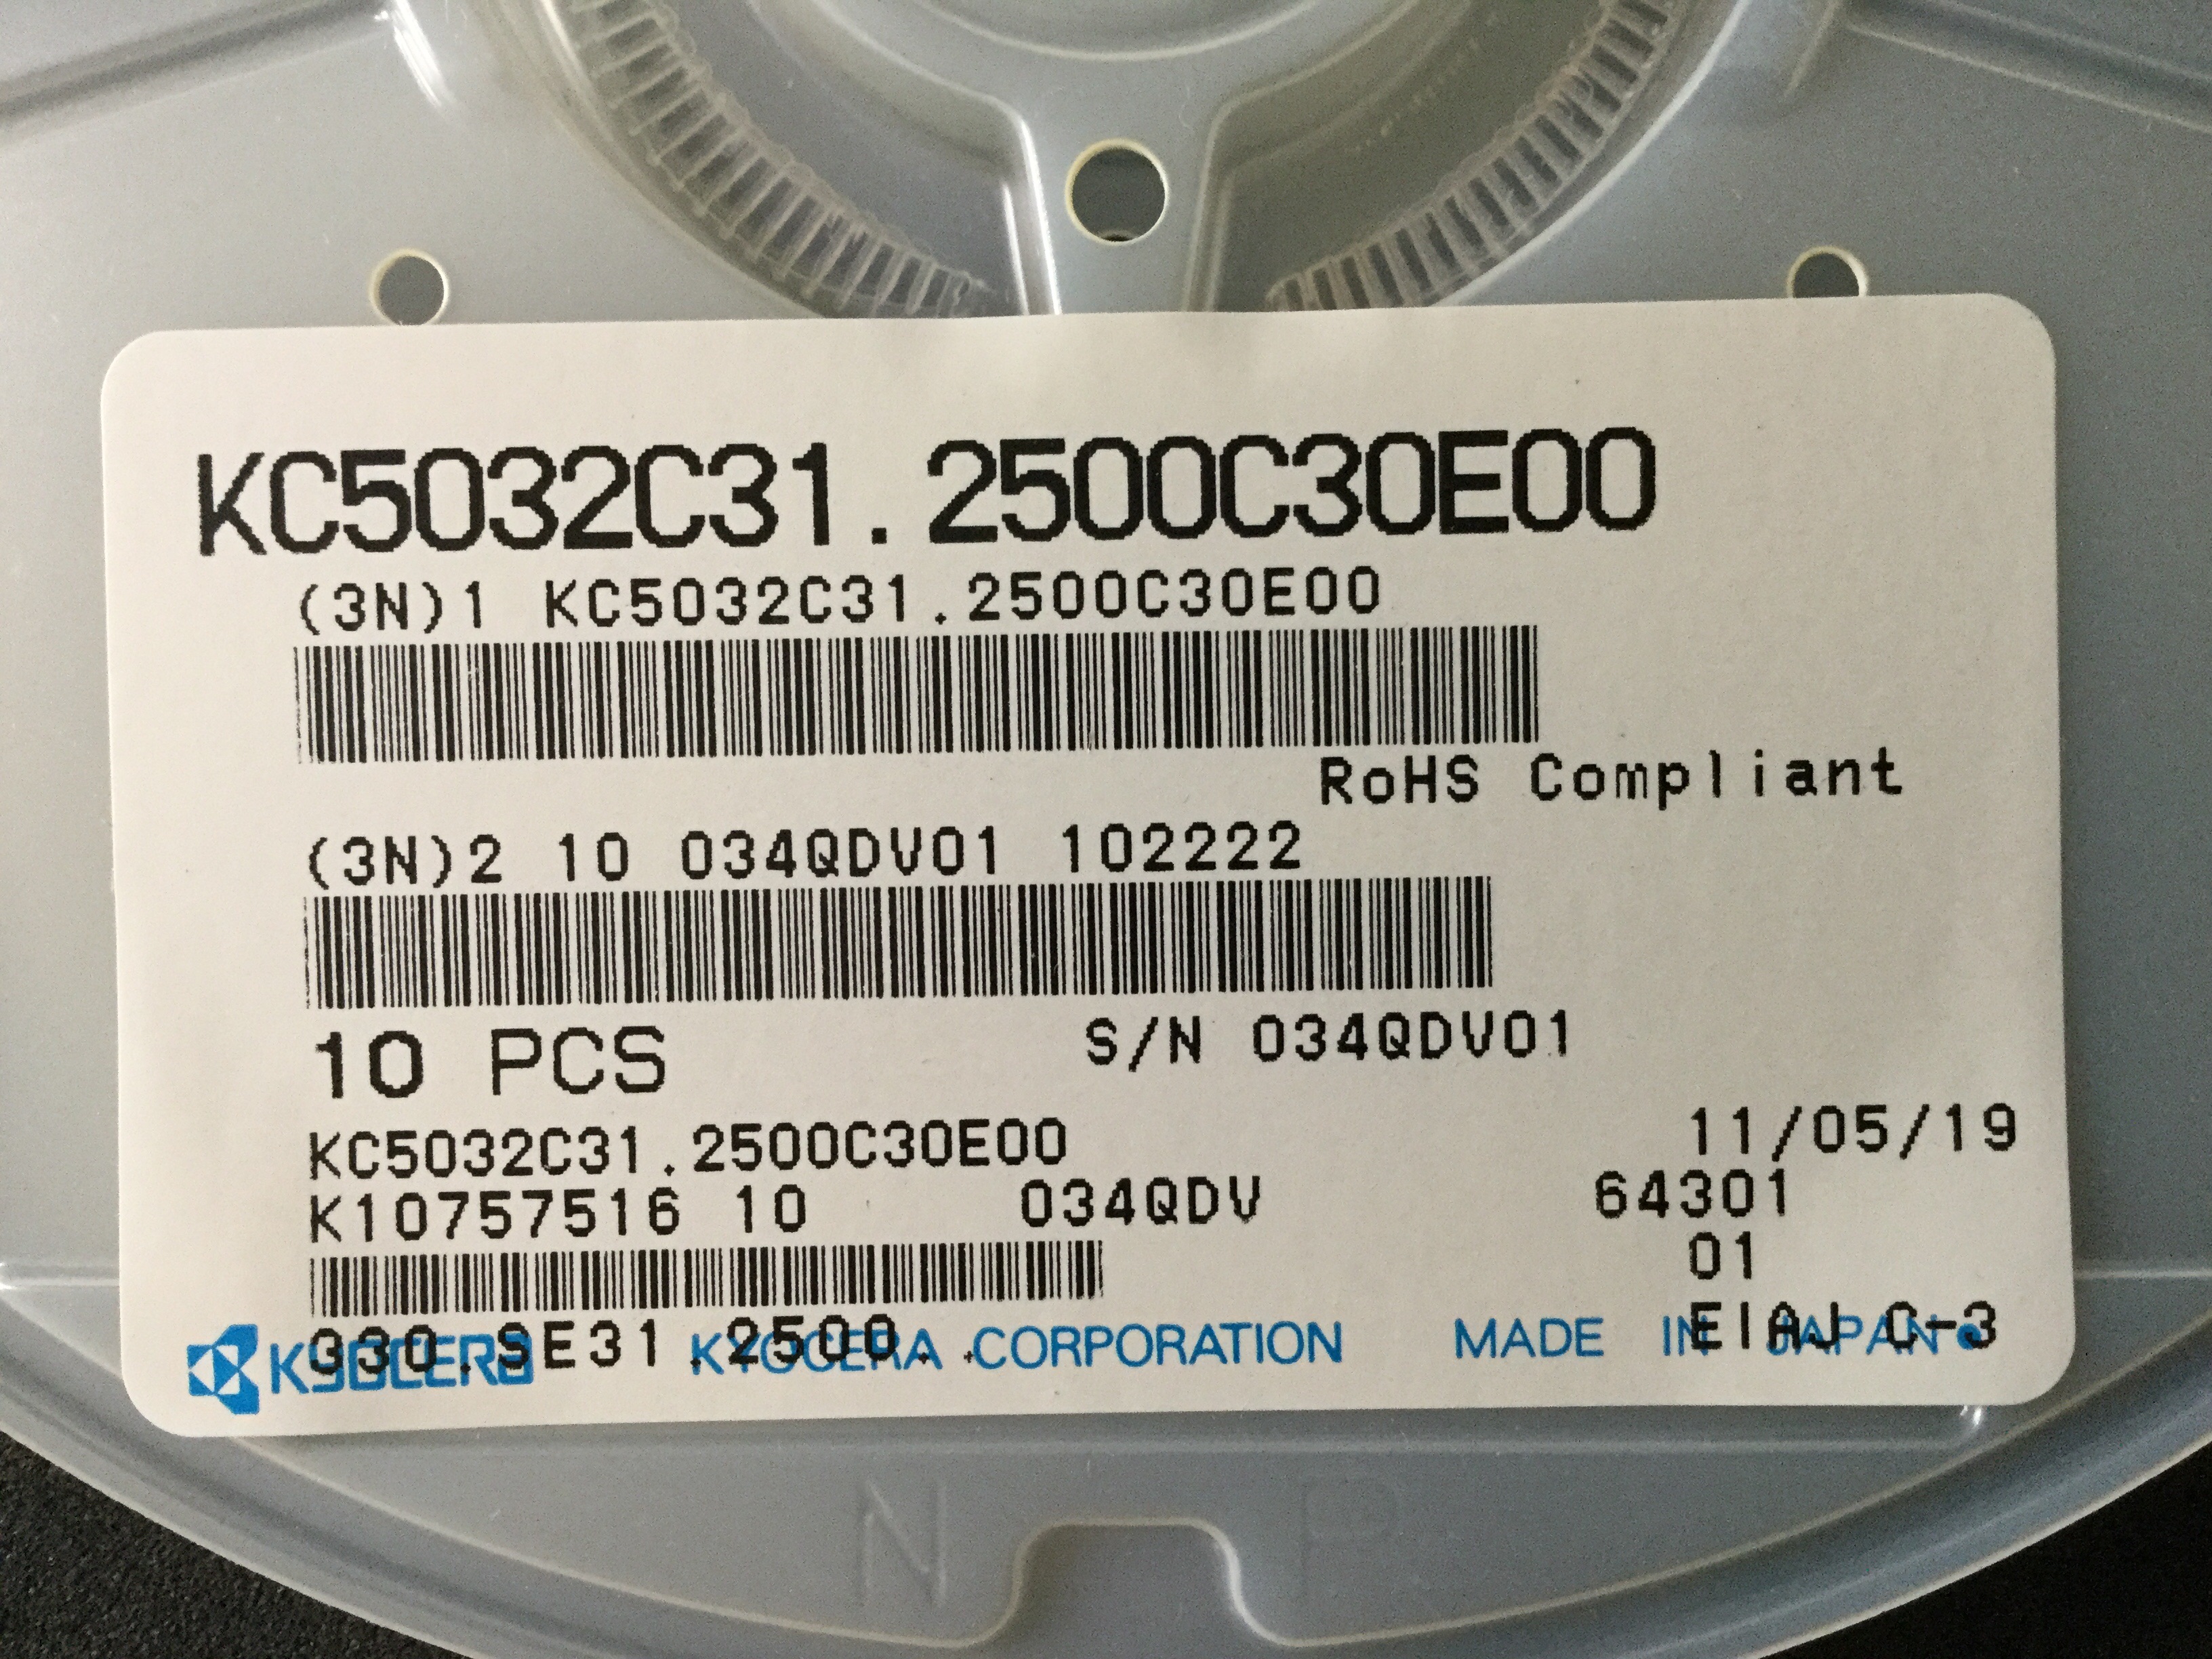 KC5032C31.2500C30E00
(3N)1 KC5032C31.2500C30E00
RoHS Compliant
(3N)2 10 034QDV01 102222
10 PCS S/N 034QDV01
KC5032C31.2500C30E00 11/05/19
K10757516 10 034QDV 64301
01
330.SE31.2500. . EIAJ C-3
KYOCERA KYOCERA CORPORATION MADE IN JAPAN
N P